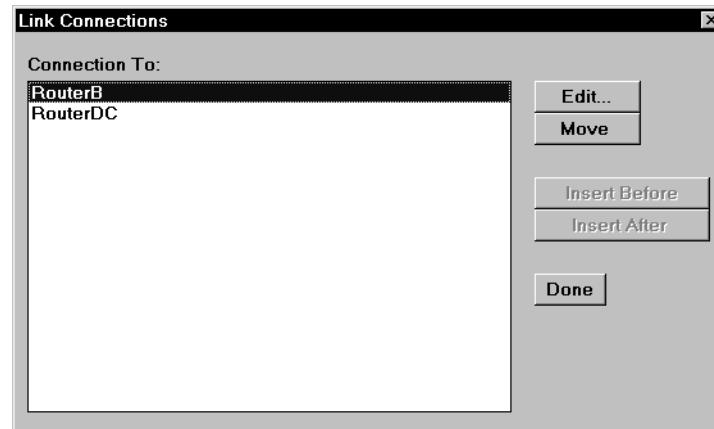 Link Connections
Connection To:
RouterB
RouterDC
Edit...
Move
Insert Before
Insert After
Done